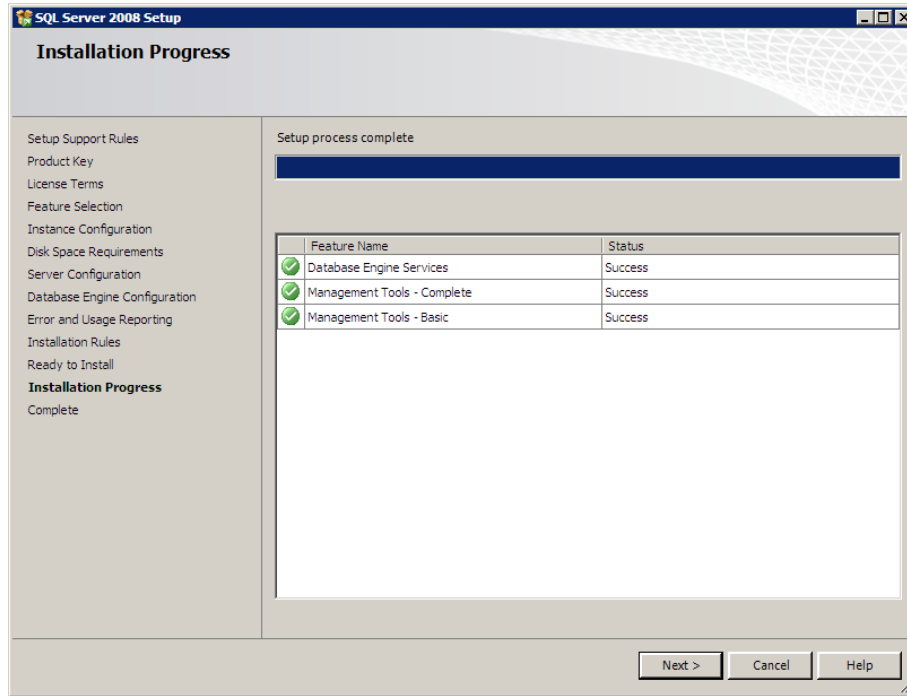 SQL Server 2008 Setup
Installation Progress
Setup Support Rules
Product Key
License Terms
Feature Selection
Instance Configuration
Disk Space Requirements
Server Configuration
Database Engine Configuration
Error and Usage Reporting
Installation Rules
Ready to Install
Installation Progress
Complete
Setup process complete
Feature Name Status
Database Engine Services Success
Management Tools - Complete Success
Management Tools - Basic Success
Next > Cancel Help